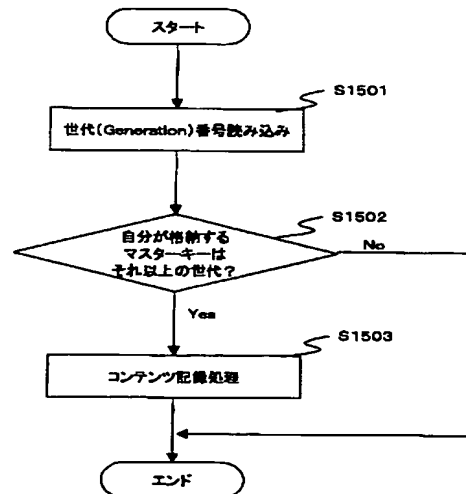 スタート
S1501
世代(Generation)番号読み込み
S1502
自分が格納する
マスターキーは
それ以上の世代?
No
Yes
S1503
コンテンツ記録処理
エンド